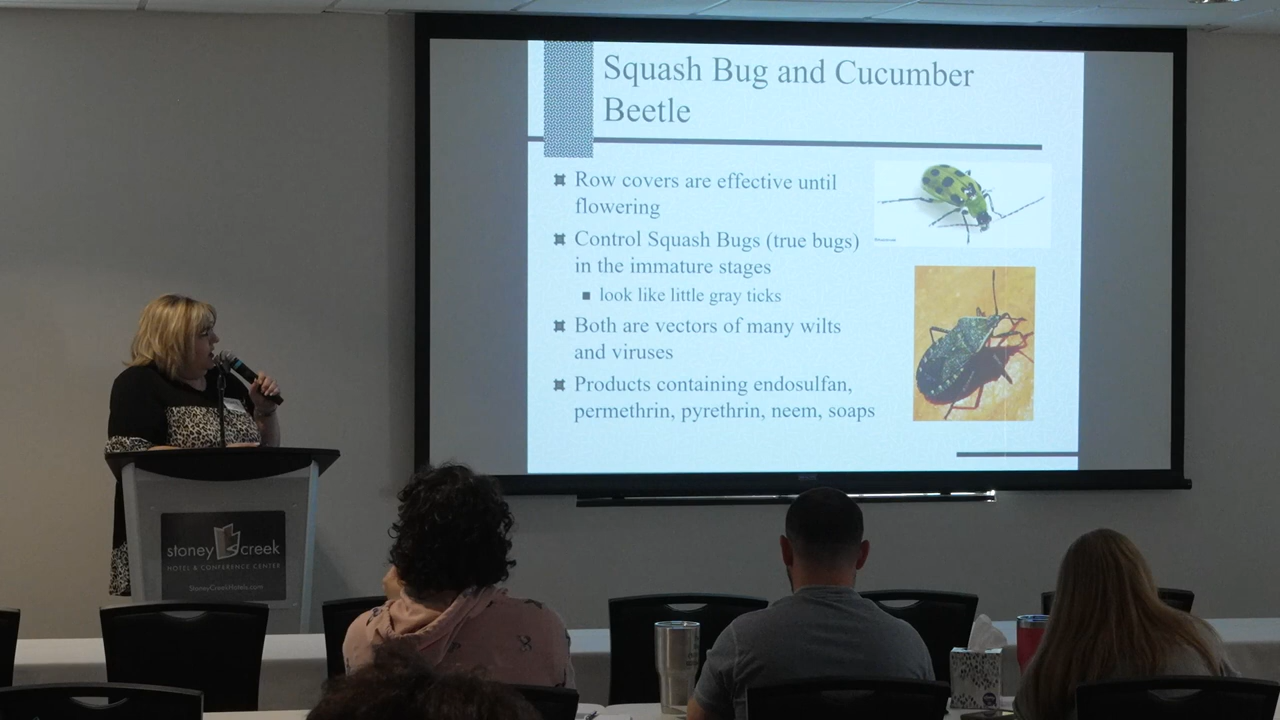 Squash Bug and Cucumber
Beetle
Row covers are effective until
flowering
Control Squash Bugs (true bugs)
in the immature stages
look like little gray ticks
Both are vectors of many wilts
and viruses
Products containing endosulfan,
permethrin, pyrethrin, neem, soaps
stoney creek
HOTEL & CONFERENCE CENTER
StoneyCreekHotels.com